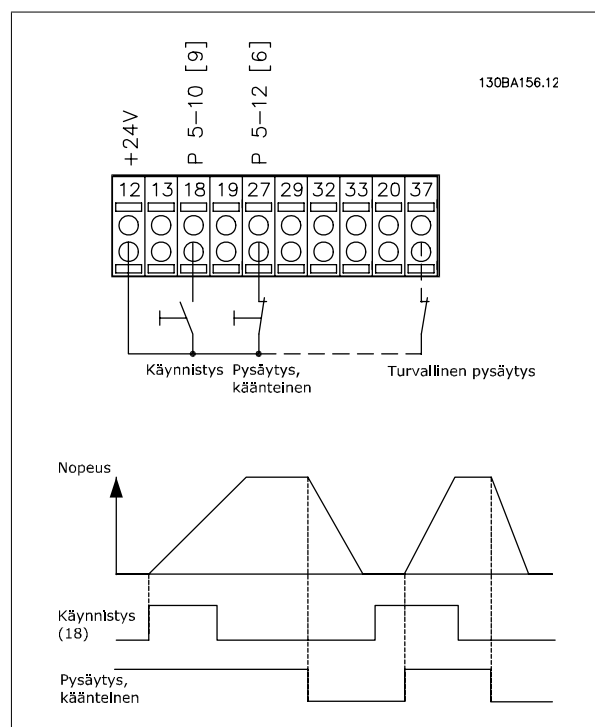 130BA156.12
+24V
P 5-10 [9]
P 5-12 [6]
12 13 18 19 27 29 32 33 20 37
Käynnistys
Pysäytys,
käänteinen
Turvallinen pysäytys
Nopeus
Käynnistys
(18)
Pysäytys,
käänteinen